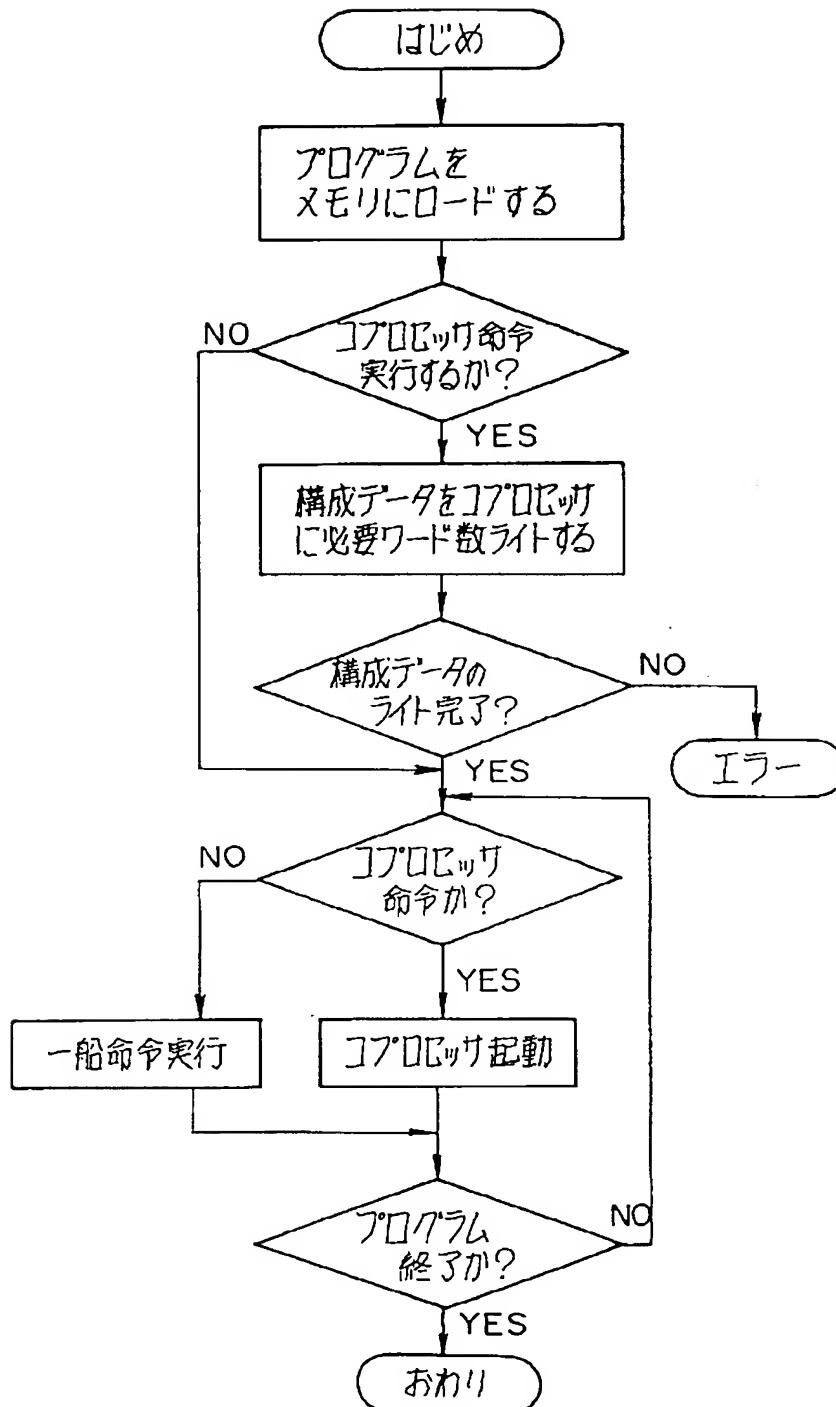 はじめ
プログラムを
メモリにロードする
NO
コプロセッサ命令
実行するか?
YES
構成データをコプロセッサ
に必要ワード数ライトする
構成データの
ライト完了?
NO
YES
エラー
NO
コプロセッサ
命令か?
YES
一船命令実行
コプロセッサ起動
プログラム
終了か?
NO
YES
おわり